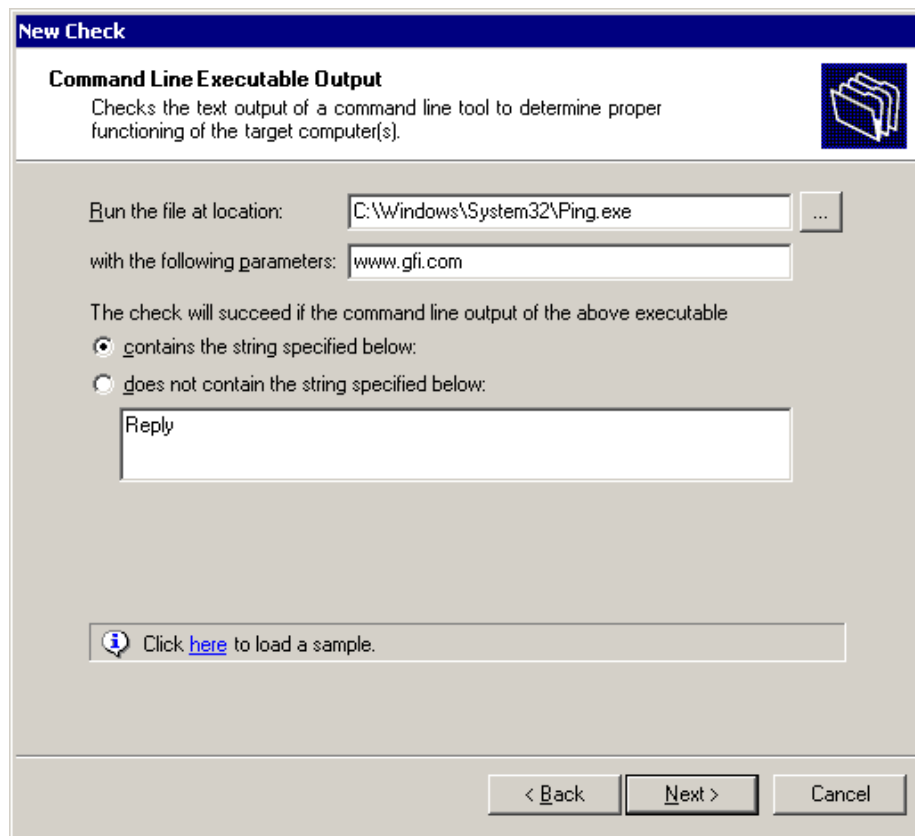 New Check
Command Line Executable Output
Checks the text output of a command line tool to determine proper
functioning of the target computer(s).
Run the file at location: C:\Windows\System32\Ping.exe ...
with the following parameters: www.gfi.com
The check will succeed if the command line output of the above executable
contains the string specified below:
does not contain the string specified below:
Reply
Click here to load a sample.
< Back Next > Cancel